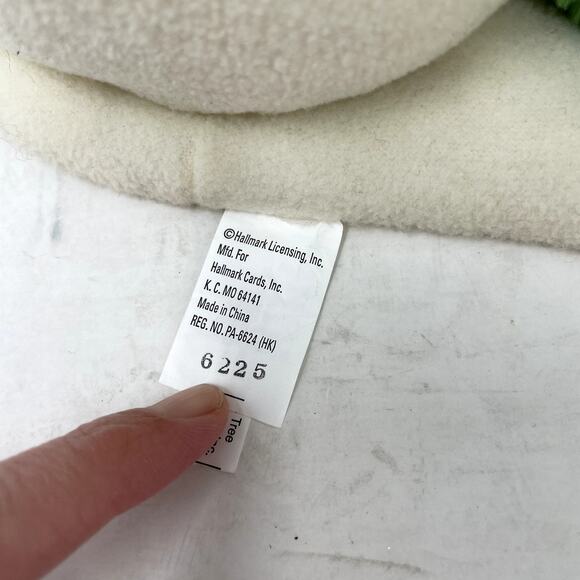 ©Hallmark Licensing, Inc.
Mfd. For
Hallmark Cards, Inc.
K. C. MO 64141
Made in China
REG. NO. PA-6624 (HK)
6225
Tree